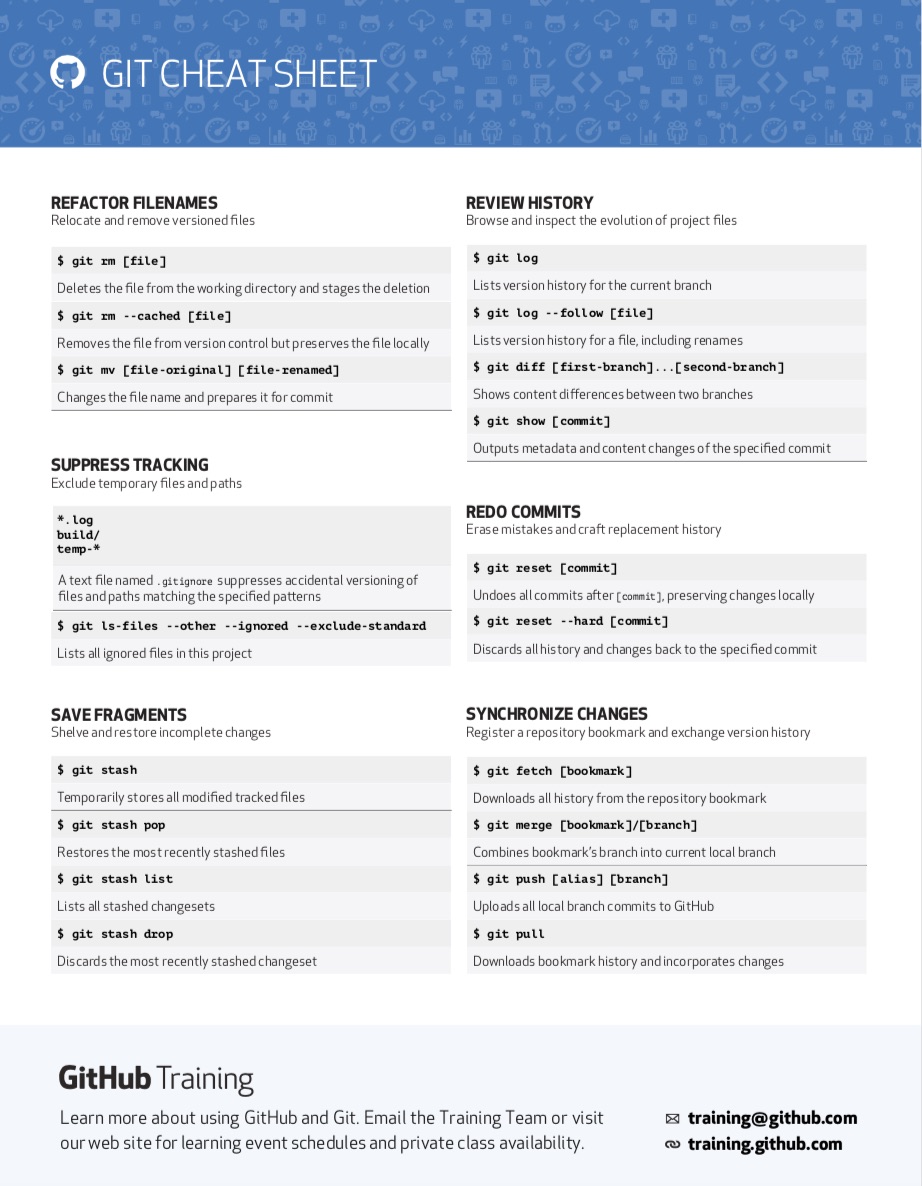 GIT CHEAT SHEET
REFACTOR FILENAMES
Relocate and remove versioned files
$ git rm [file]
Deletes the file from the working directory and stages the deletion
$ git rm --cached [file]
Removes the file from version control but preserves the file locally
$ git mv [file-original] [file-renamed]
Changes the file name and prepares it for commit
SUPPRESS TRACKING
Exclude temporary files and paths
*.log
build/
temp-*
A text file named .gitignore suppresses accidental versioning of
files and paths matching the specified patterns
$ git ls-files --other --ignored --exclude-standard
Lists all ignored files in this project
SAVE FRAGMENTS
Shelve and restore incomplete changes
$ git stash
Temporarily stores all modified tracked files
$ git stash pop
Restores the most recently stashed files
$ git stash list
Lists all stashed changesets
$ git stash drop
Discards the most recently stashed changeset
REVIEW HISTORY
Browse and inspect the evolution of project files
$ git log
Lists version history for the current branch
$ git log --follow [file]
Lists version history for a file, including renames
$ git diff [first-branch]...[second-branch]
Shows content differences between two branches
$ git show [commit]
Outputs metadata and content changes of the specified commit
REDO COMMITS
Erase mistakes and craft replacement history
$ git reset [commit]
Undoes all commits after [commit], preserving changes locally
$ git reset --hard [commit]
Discards all history and changes back to the specified commit
SYNCHRONIZE CHANGES
Register a repository bookmark and exchange version history
$ git fetch [bookmark]
Downloads all history from the repository bookmark
$ git merge [bookmark]/[branch]
Combines bookmark's branch into current local branch
$ git push [alias] [branch]
Uploads all local branch commits to GitHub
$ git pull
Downloads bookmark history and incorporates changes
GitHub Training
Learn more about using GitHub and Git. Email the Training Team or visit
our web site for learning event schedules and private class availability.
training@github.com
training.github.com